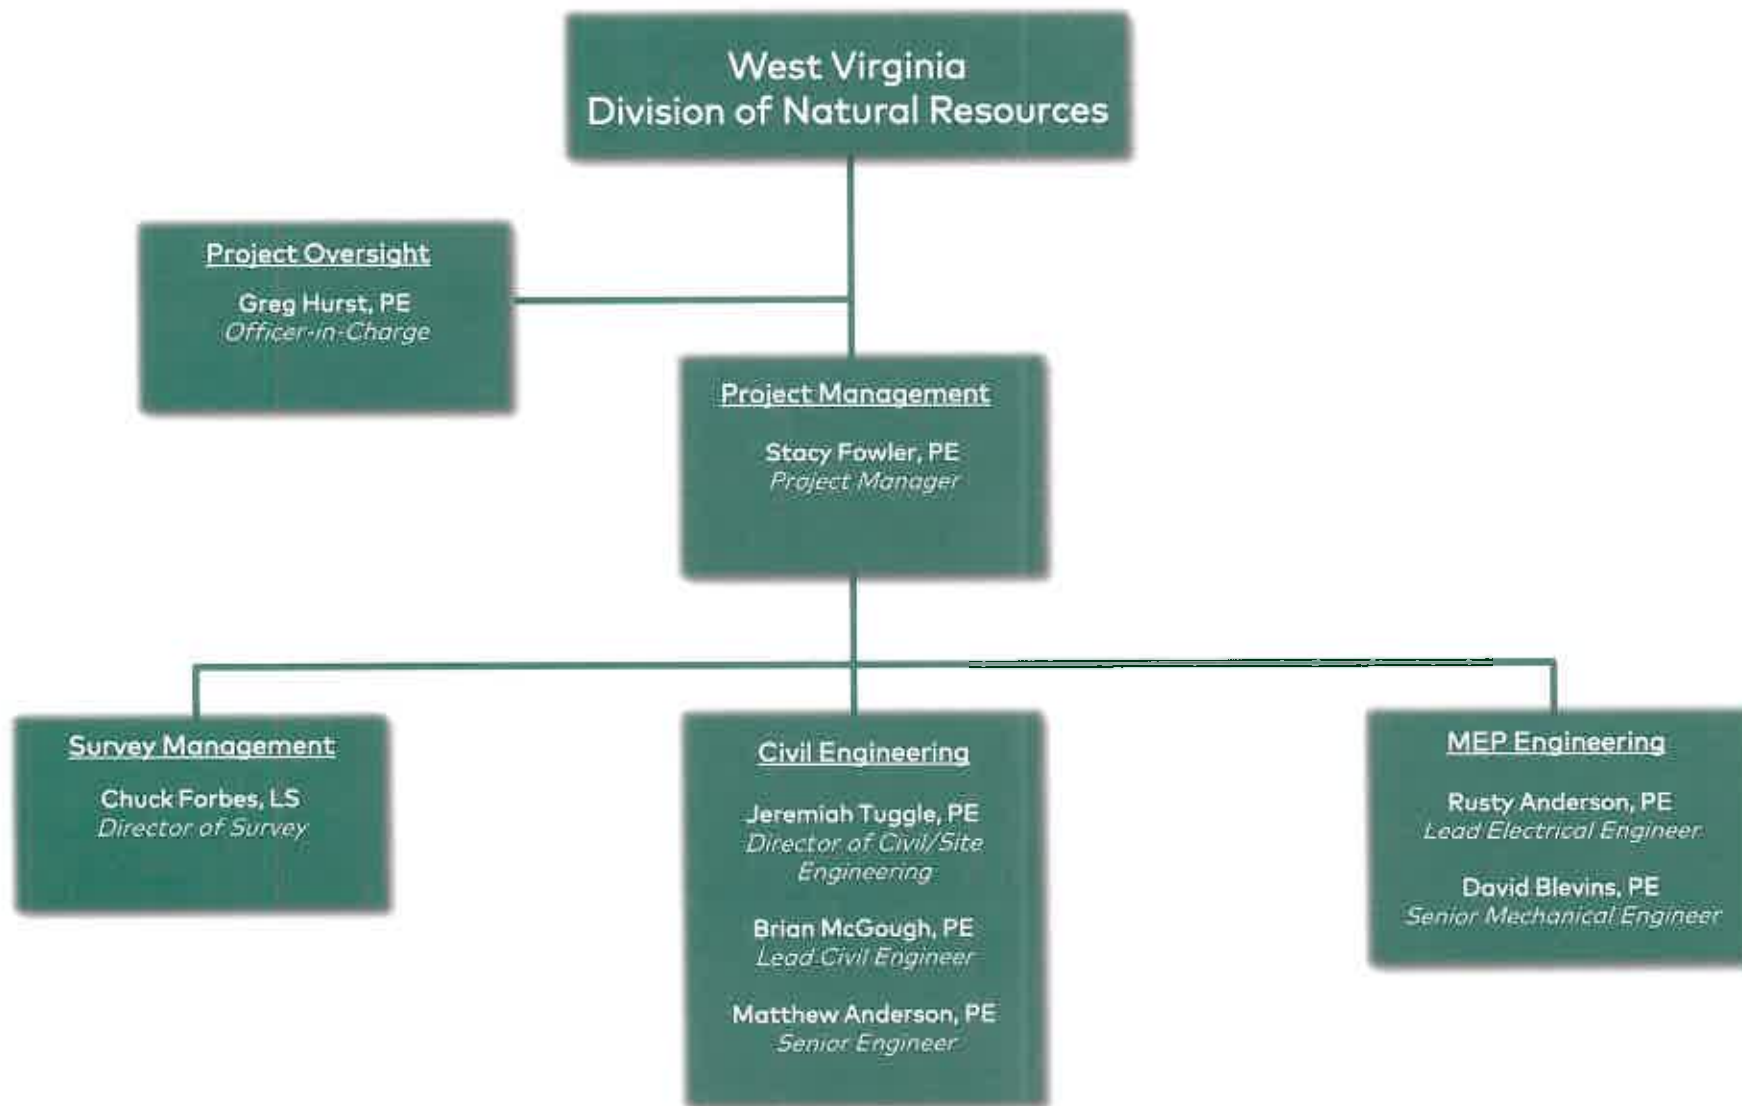 West Virginia
Division of Natural Resources
Project Oversight
Greg Hurst, PE
Officer-in-Charge
Project Management
Stacy Fowler, PE
Project Manager
Survey Management
Chuck Forbes, LS
Director of Survey
Civil Engineering
Jeremiah Tuggle, PE
Director of Civil/Site
Engineering
Brian McGough, PE
Lead Civil Engineer
Matthew Anderson, PE
Senior Engineer
MEP Engineering
Rusty Anderson, PE
Lead Electrical Engineer
David Blevins, PE
Senior Mechanical Engineer